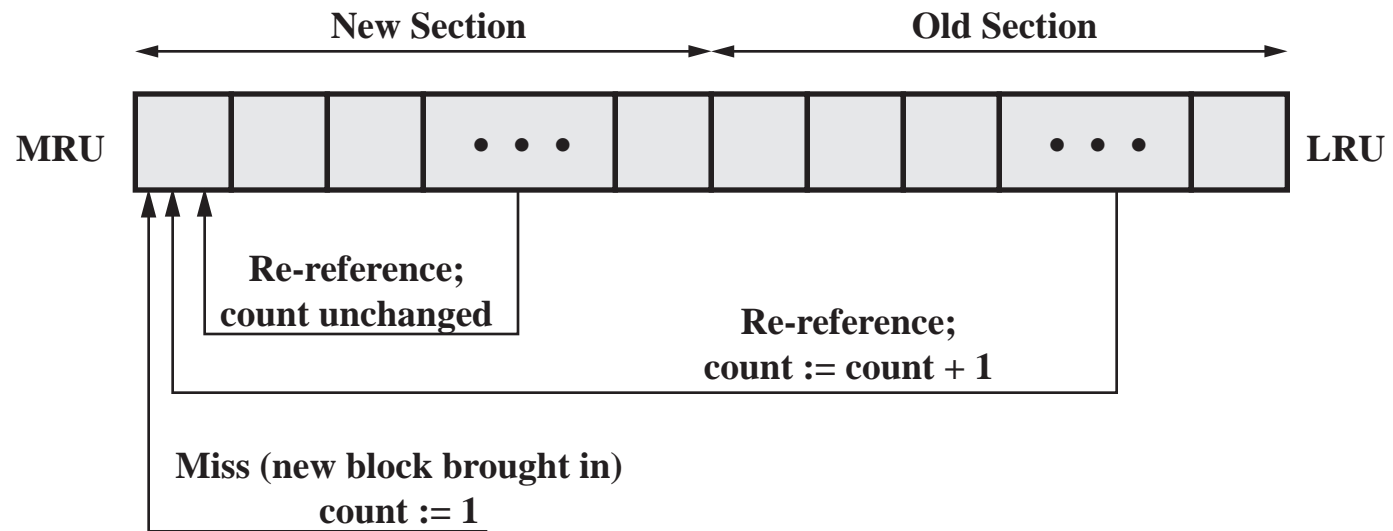 New Section
Old Section
MRU
• • •
• • •
LRU
Re-reference;
count unchanged
Re-reference;
count := count + 1
Miss (new block brought in)
count := 1